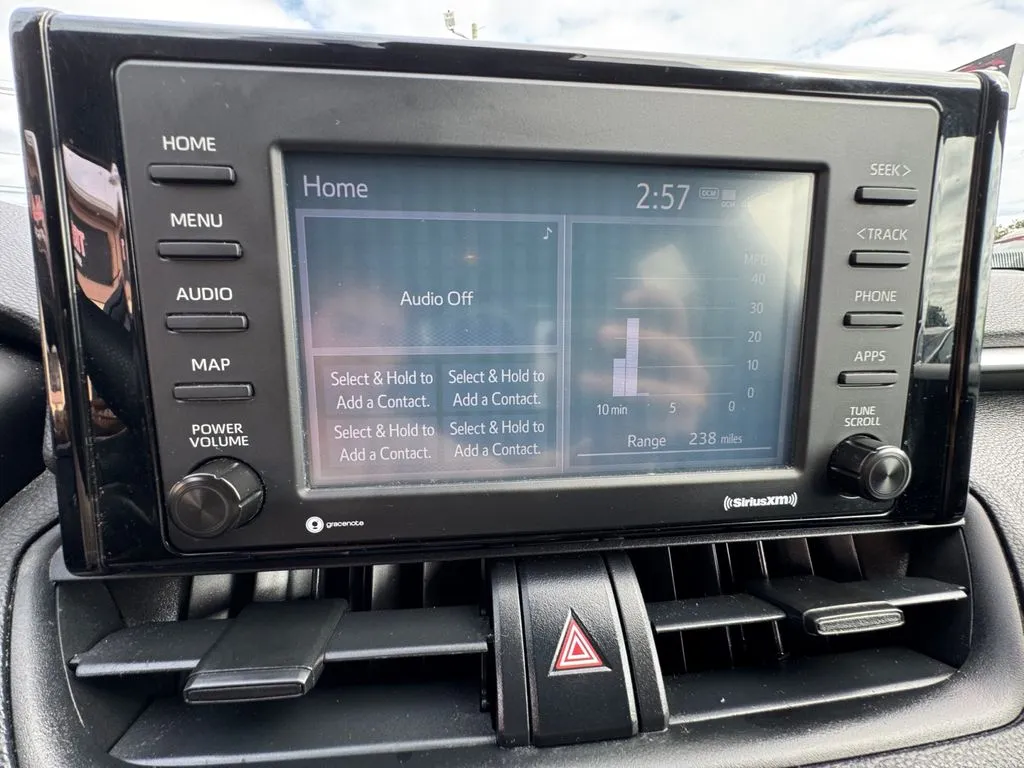 HOME
MENU
AUDIO
MAP
POWER
VOLUME
Home
2:57
DCM
DCM
Audio Off
Select & Hold to
Add a Contact.
Select & Hold to
Add a Contact.
Select & Hold to
Add a Contact.
Select & Hold to
Add a Contact.
MPG
40
30
20
10
0
10 min
5
0
Range 238 miles
gracenote
SiriusXM
SEEK >
< TRACK
PHONE
APPS
TUNE
SCROLL